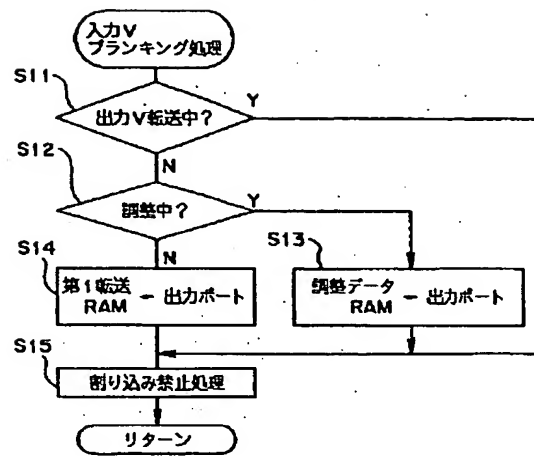 入力V
ブランキング処理
S11
出力V転送中?
Y
S12
N
調整中?
Y
S14
N
S13
第1転送
RAM ← 出力ポート
調整データ
RAM ← 出力ポート
S15
割り込み禁止処理
リターン